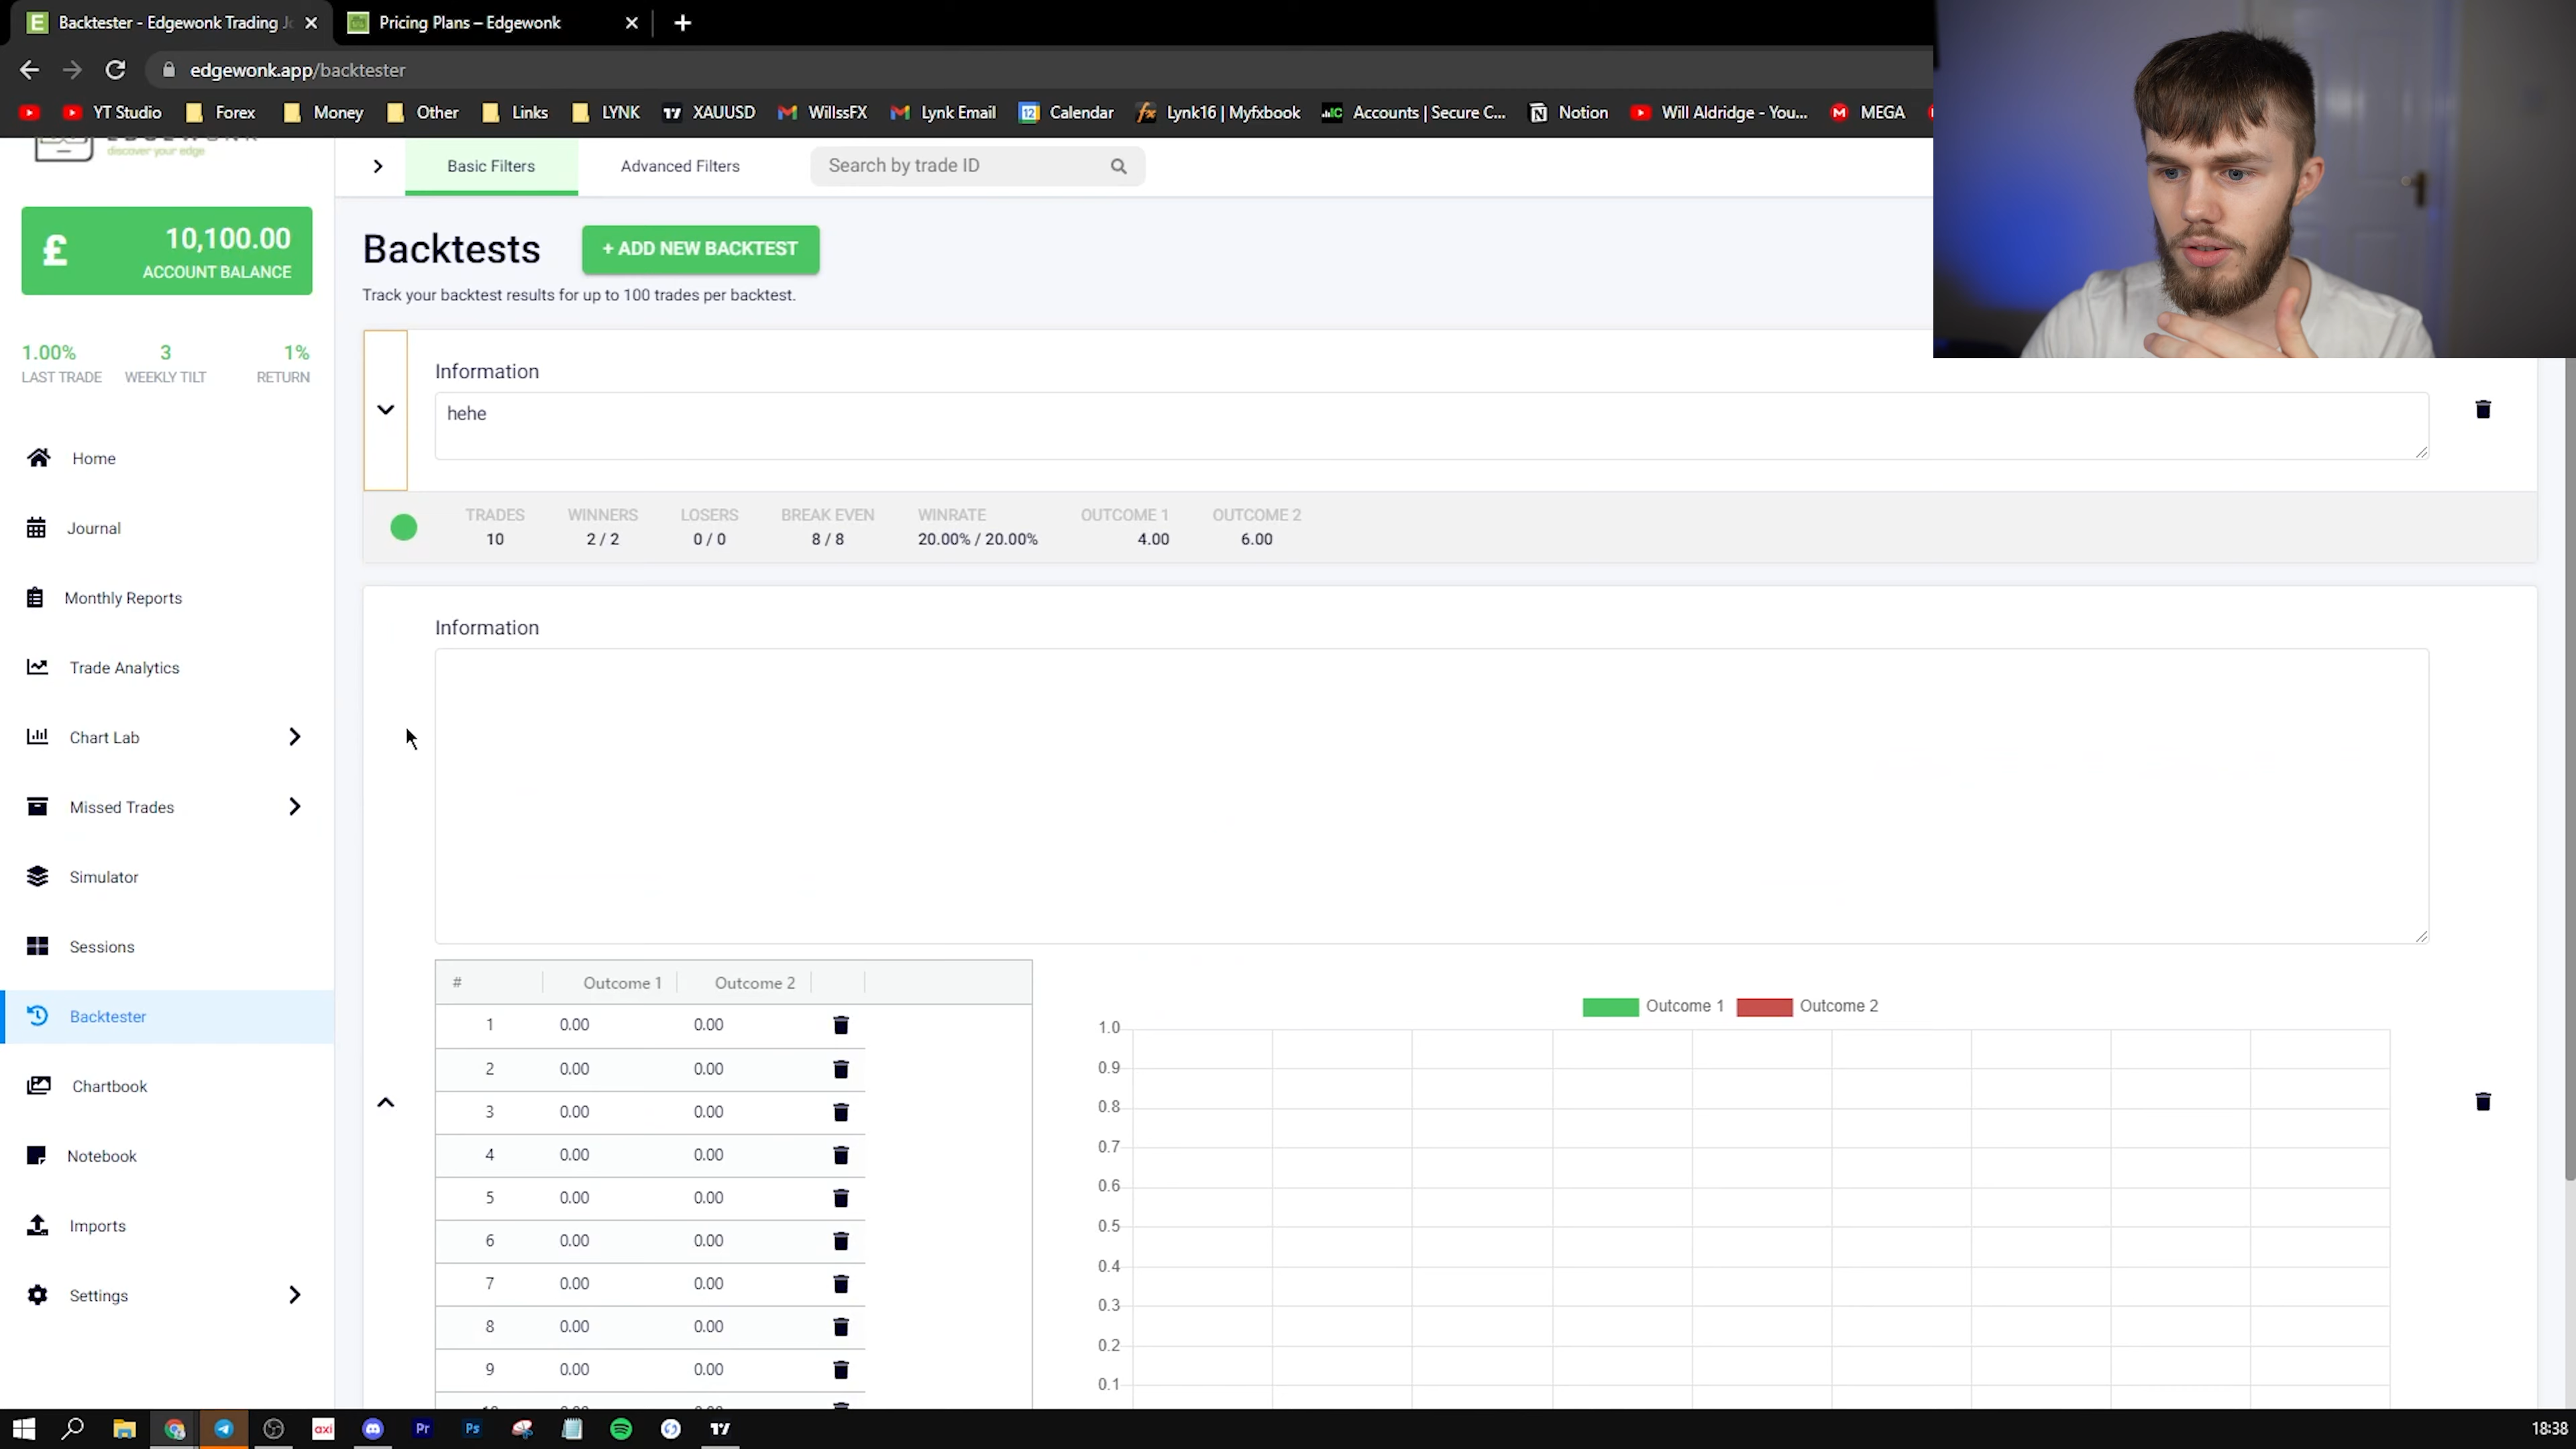 Backtester - Edgewonk Trading J
Pricing Plans – Edgewonk
edgewonk.app/backtester
YT Studio Forex Money Other Links LYNK XAUUSD WillssFX Lynk Email Calendar Lynk16 | Myfxbook Accounts | Secure C... Notion Will Aldridge - You... MEGA
discover your edge
Basic Filters Advanced Filters Search by trade ID
£ 10,100.00
ACCOUNT BALANCE
1.00% 3 1%
LAST TRADE WEEKLY TILT RETURN
Home
Journal
Monthly Reports
Trade Analytics
Chart Lab
Missed Trades
Simulator
Sessions
Backtester
Chartbook
Notebook
Imports
Settings
Backtests + ADD NEW BACKTEST
Track your backtest results for up to 100 trades per backtest.
Information
hehe
TRADES WINNERS LOSERS BREAK EVEN WINRATE OUTCOME 1 OUTCOME 2
10 2 / 2 0 / 0 8 / 8 20.00% / 20.00% 4.00 6.00
Information
# Outcome 1 Outcome 2
1 0.00 0.00
2 0.00 0.00
3 0.00 0.00
4 0.00 0.00
5 0.00 0.00
6 0.00 0.00
7 0.00 0.00
8 0.00 0.00
9 0.00 0.00
Outcome 1 Outcome 2
1.0
0.9
0.8
0.7
0.6
0.5
0.4
0.3
0.2
0.1
axi Pr Ps
18:38